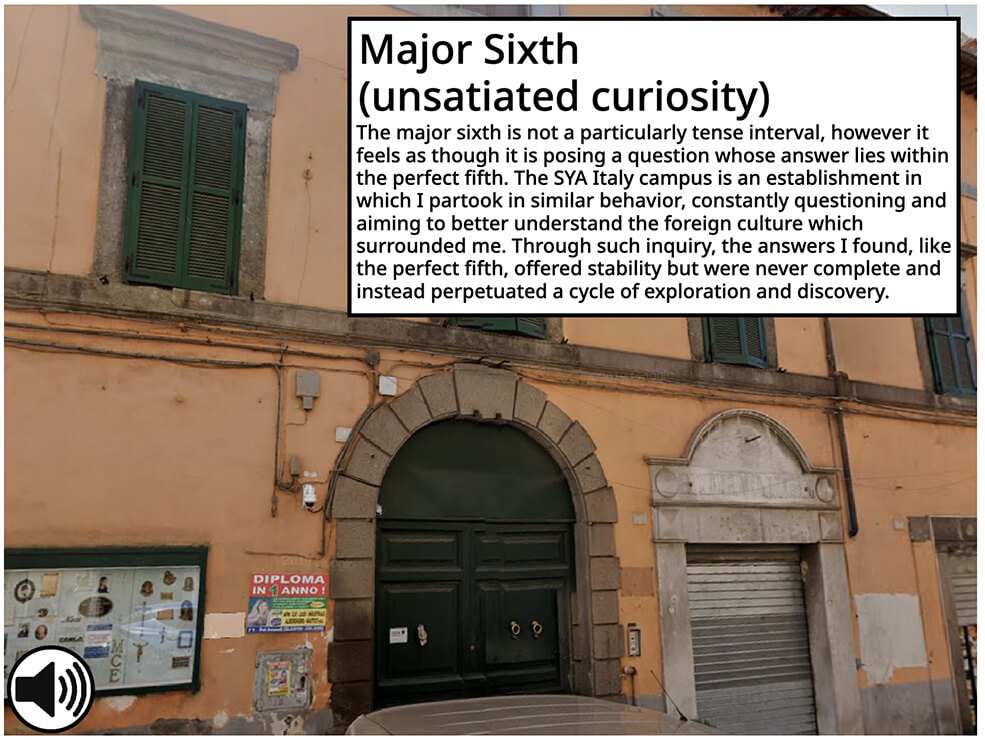 Major Sixth
(unsatiated curiosity)
The major sixth is not a particularly tense interval, however it
feels as though it is posing a question whose answer lies within
the perfect fifth. The SYA Italy campus is an establishment in
which I partook in similar behavior, constantly questioning and
aiming to better understand the foreign culture which
surrounded me. Through such inquiry, the answers I found, like
the perfect fifth, offered stability but were never complete and
instead perpetuated a cycle of exploration and discovery.
DIPLOMA
IN 1 ANNO !